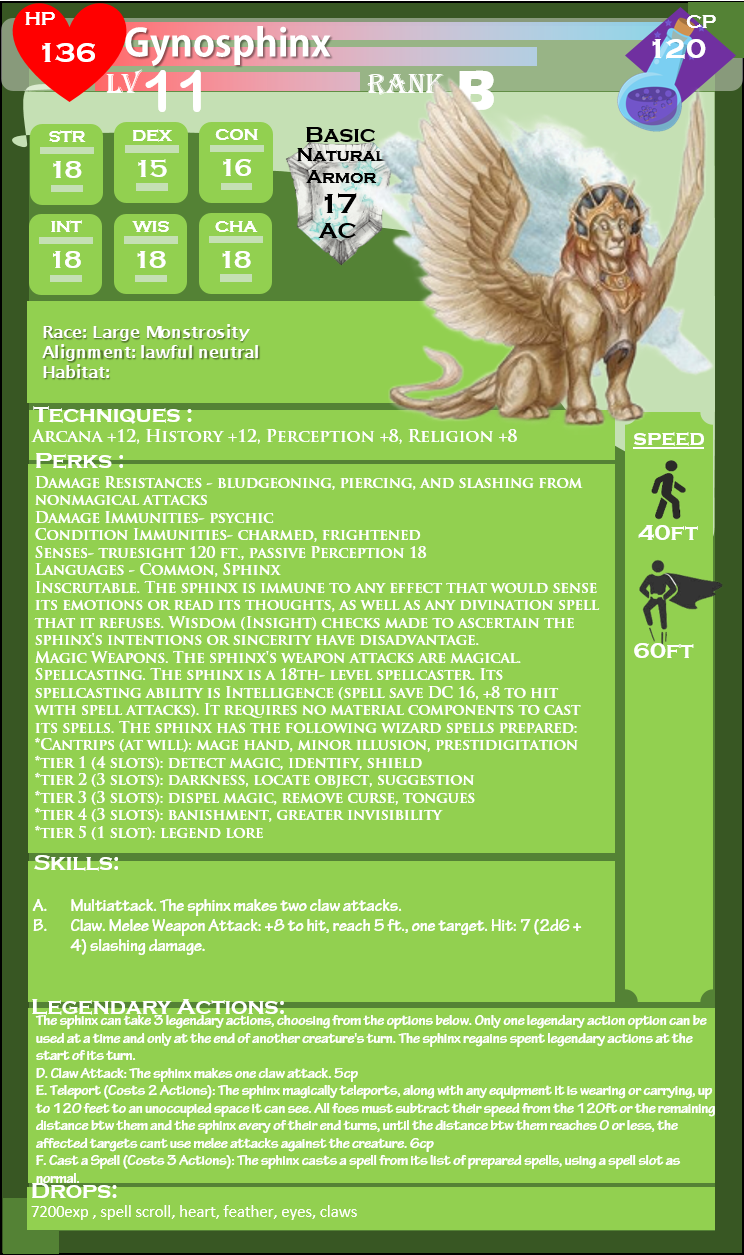 HP
136
Gynosphinx
CP
120
LV 11
RANK B
STR
18
DEX
15
CON
16
INT
18
WIS
18
CHA
18
Basic
Natural
Armor
17
AC
Race: Large Monstrosity
Alignment: lawful neutral
Habitat:
Techniques :
Arcana +12, History +12, Perception +8, Religion +8
Perks :
Damage Resistances - bludgeoning, piercing, and slashing from
nonmagical attacks
Damage Immunities- psychic
Condition Immunities- charmed, frightened
Senses- truesight 120 ft., passive Perception 18
Languages - Common, Sphinx
Inscrutable. The sphinx is immune to any effect that would sense
its emotions or read its thoughts, as well as any divination spell
that it refuses. Wisdom (Insight) checks made to ascertain the
sphinx's intentions or sincerity have disadvantage.
Magic Weapons. The sphinx's weapon attacks are magical.
Spellcasting. The sphinx is a 18th- level spellcaster. Its
spellcasting ability is Intelligence (spell save DC 16, +8 to hit
with spell attacks). It requires no material components to cast
its spells. The sphinx has the following wizard spells prepared:
*Cantrips (at will): mage hand, minor illusion, prestidigitation
*tier 1 (4 slots): detect magic, identify, shield
*tier 2 (3 slots): darkness, locate object, suggestion
*tier 3 (3 slots): dispel magic, remove curse, tongues
*tier 4 (3 slots): banishment, greater invisibility
*tier 5 (1 slot): legend lore
SPEED
40FT
60FT
Skills:
A. Multiattack. The sphinx makes two claw attacks.
B. Claw. Melee Weapon Attack: +8 to hit, reach 5 ft., one target. Hit: 7 (2d6 +
4) slashing damage.
Legendary Actions:
The sphinx can take 3 legendary actions, choosing from the options below. Only one legendary action option can be
used at a time and only at the end of another creature's turn. The sphinx regains spent legendary actions at the
start of its turn.
D. Claw Attack: The sphinx makes one claw attack. 5cp
E. Teleport (Costs 2 Actions): The sphinx magically teleports, along with any equipment it is wearing or carrying, up
to 120 feet to an unoccupied space it can see. All foes must subtract their speed from the 120ft or the remaining
distance btw them and the sphinx every of their end turns, until the distance btw them reaches 0 or less, the
affected targets cant use melee attacks against the creature. 6cp
F. Cast a Spell (Costs 3 Actions): The sphinx casts a spell from its list of prepared spells, using a spell slot as
normal.
Drops:
7200exp , spell scroll, heart, feather, eyes, claws